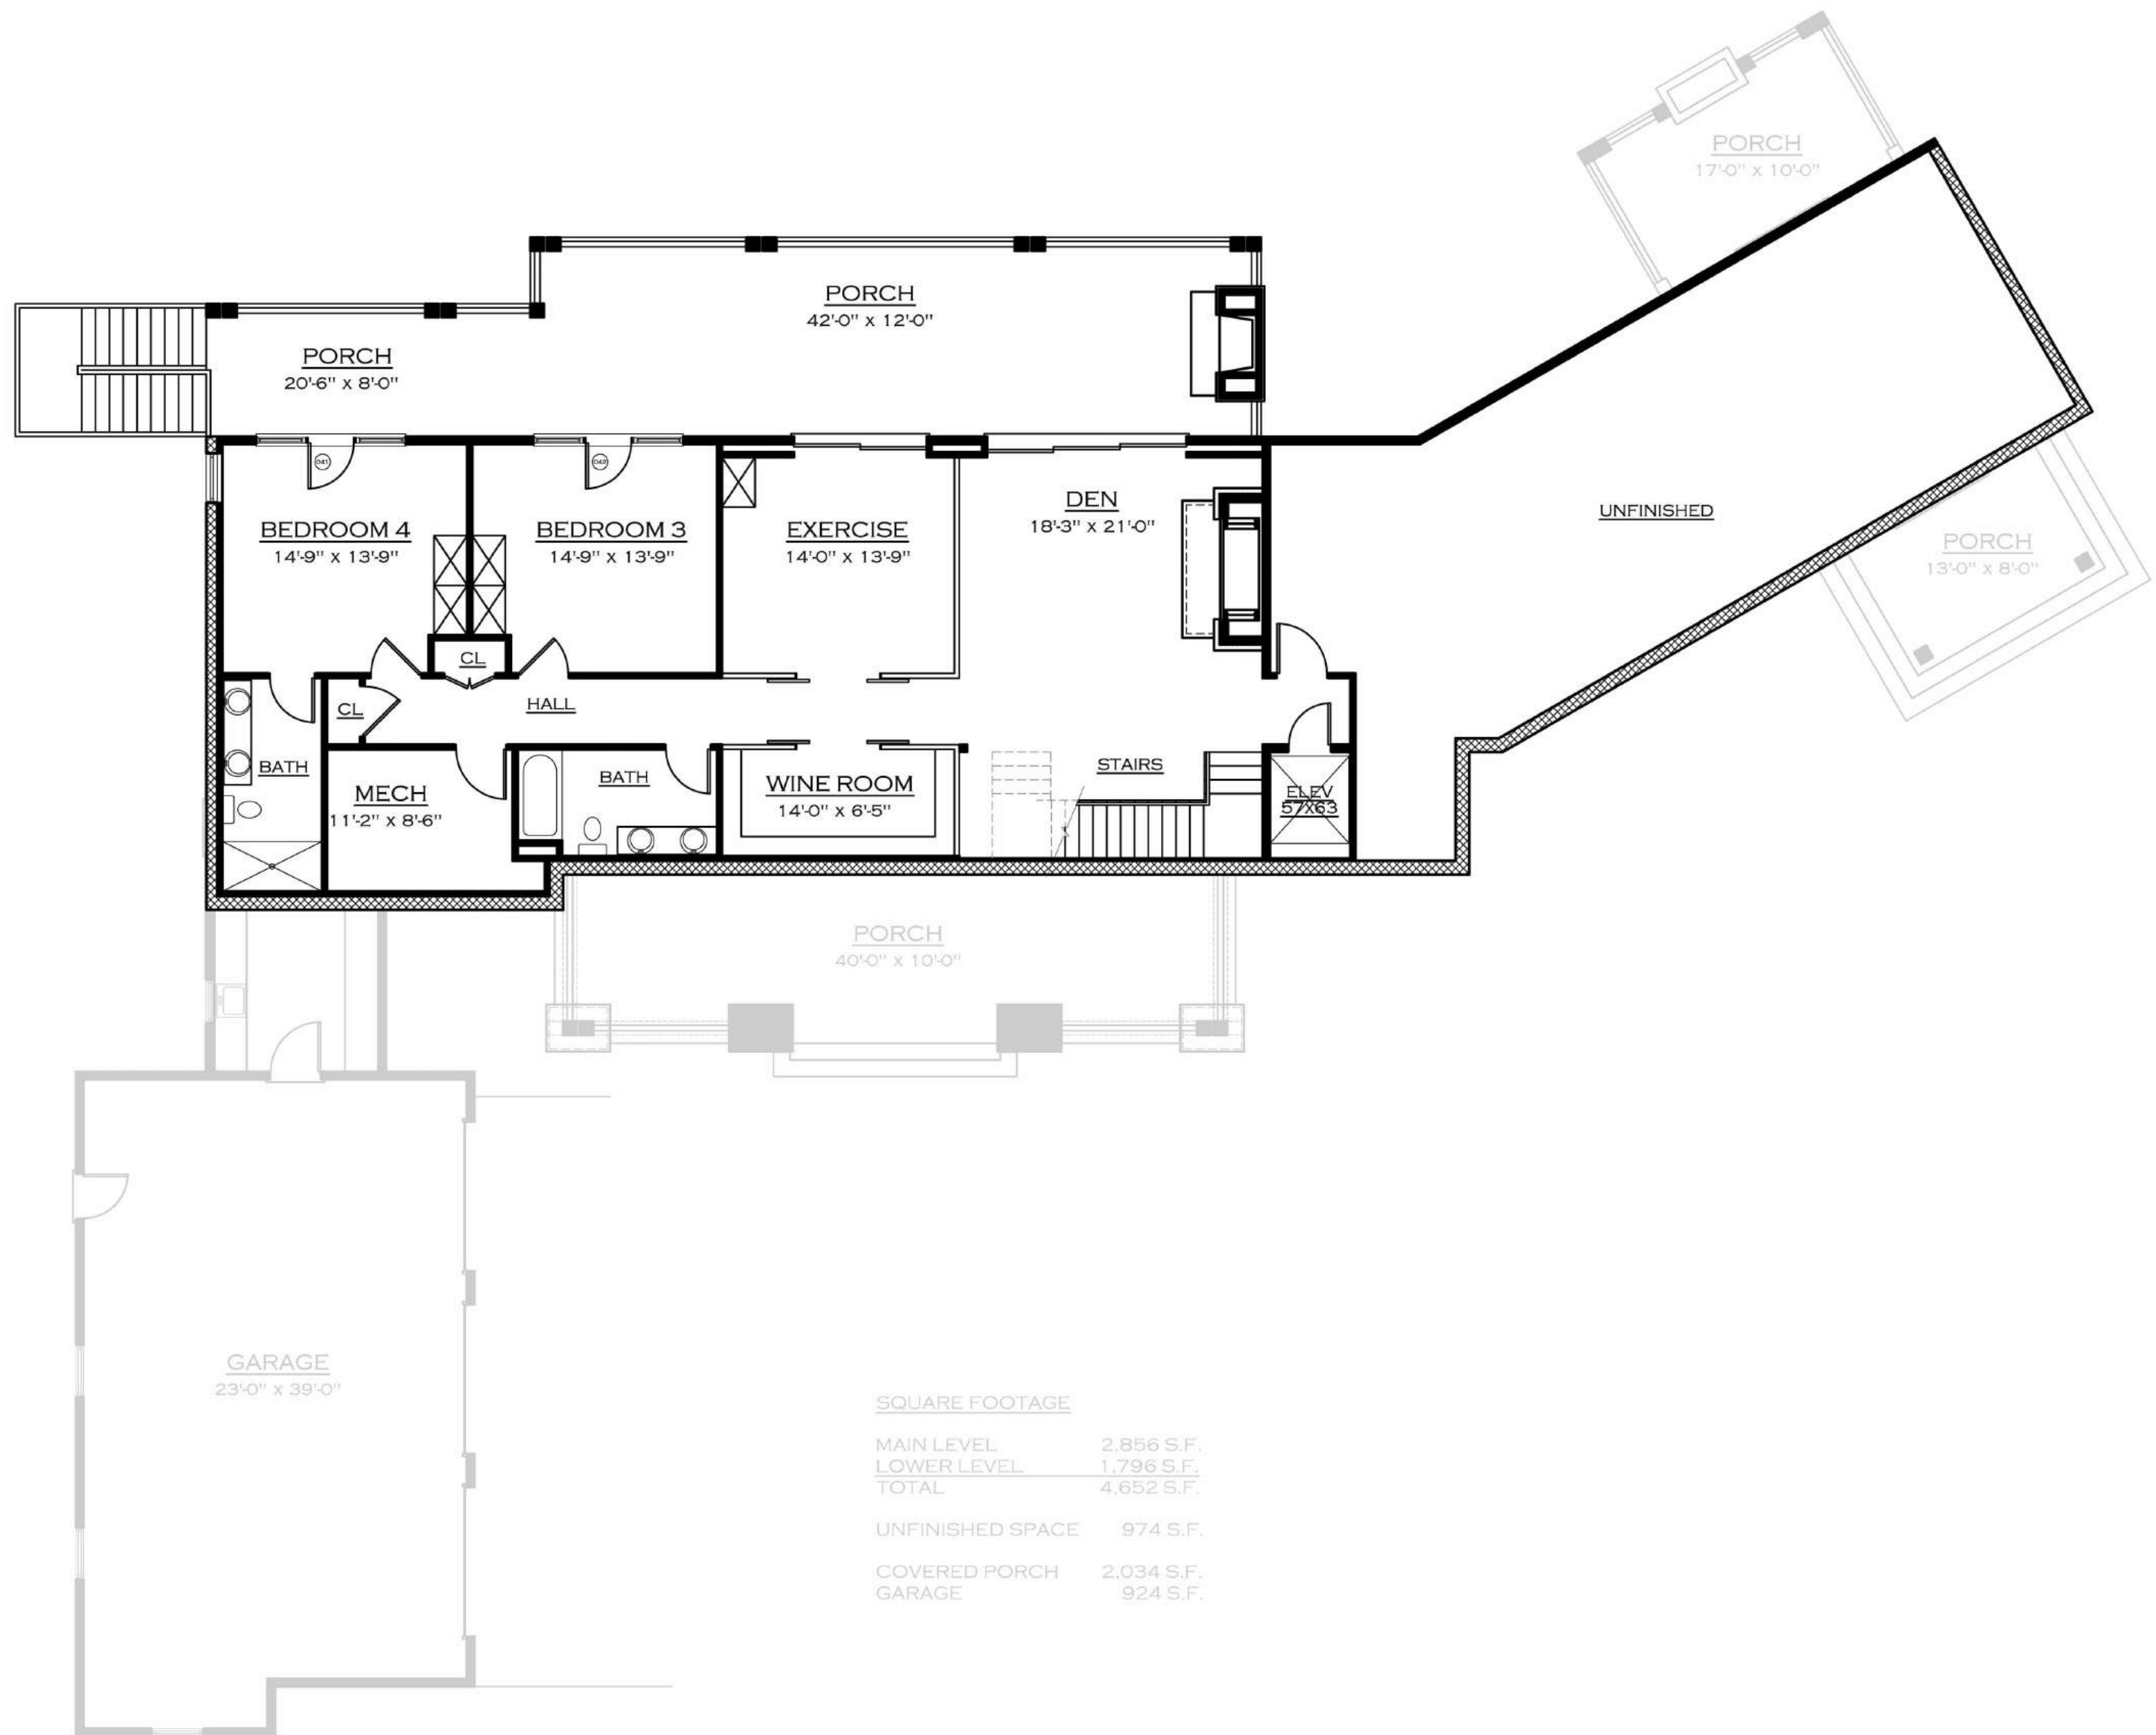 PORCH
17'-0" x 10'-0"
PORCH
42'-0" x 12'-0"
PORCH
20'-6" x 8'-0"
041
042
BEDROOM 4
14'-9" x 13'-9"
BEDROOM 3
14'-9" x 13'-9"
EXERCISE
14'-0" x 13'-9"
DEN
18'-3" x 21'-0"
UNFINISHED
PORCH
13'-0" x 8'-0"
CL
CL
HALL
BATH
MECH
11'-2" x 8'-6"
BATH
WINE ROOM
14'-0" x 6'-5"
STAIRS
ELEV
57X63
PORCH
40'-0" x 10'-0"
GARAGE
23'-0" x 39'-0"
SQUARE FOOTAGE
MAIN LEVEL 2,856 S.F.
LOWER LEVEL 1,796 S.F.
TOTAL 4,652 S.F.
UNFINISHED SPACE 974 S.F.
COVERED PORCH 2,034 S.F.
GARAGE 924 S.F.